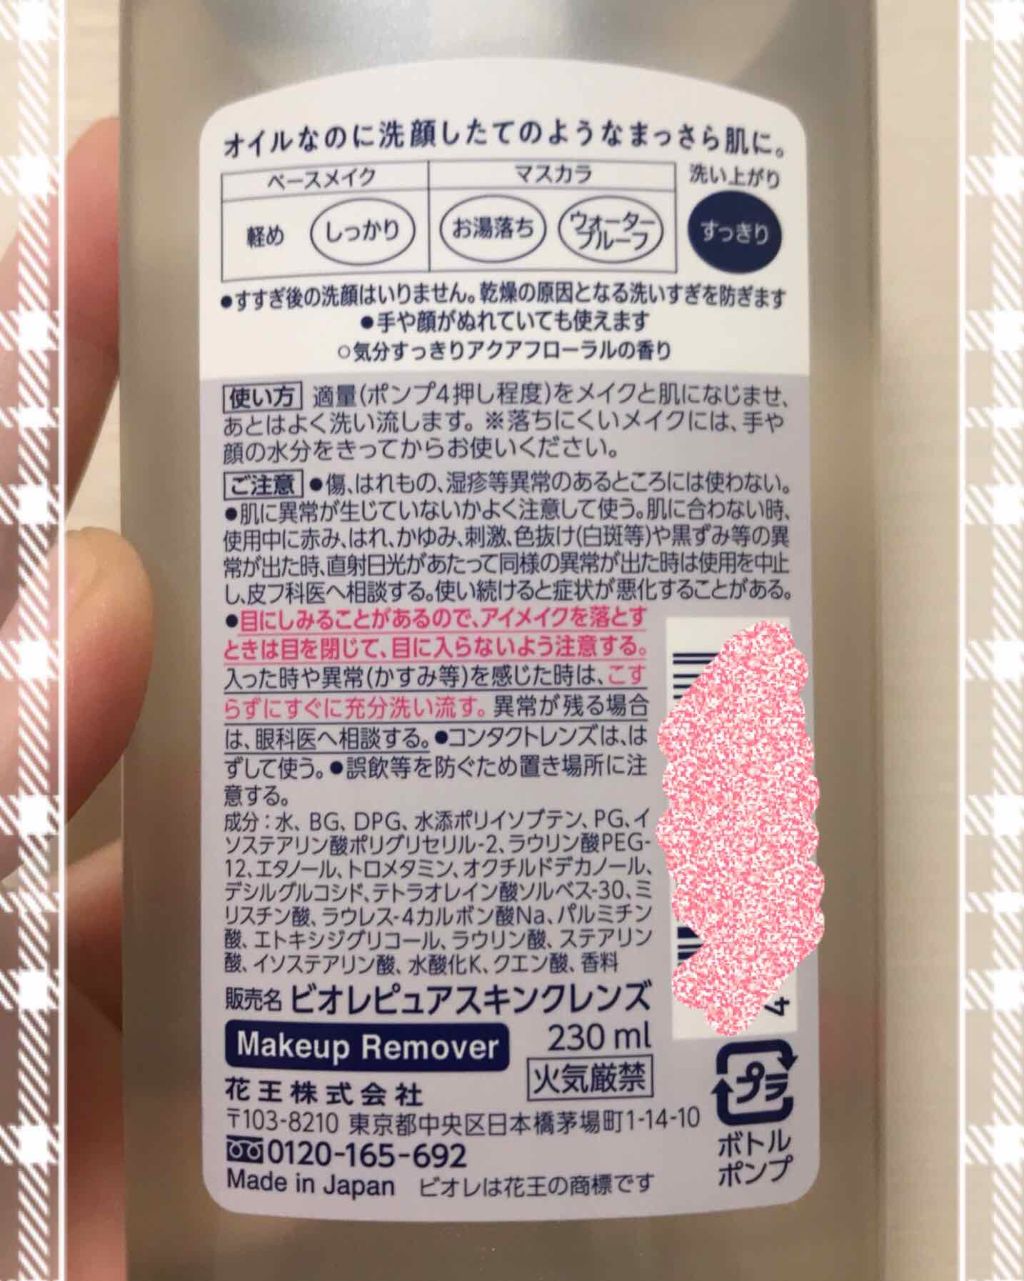 オイルなのに洗顔したてのようなまっさら肌に。
ベースメイク マスカラ 洗い上がり
軽め しっかり お湯落ち ウォータープルーフ すっきり
●すすぎ後の洗顔はいりません。乾燥の原因となる洗いすぎを防ぎます
●手や顔がぬれていても使えます
○気分すっきりアクアフローラルの香り
使い方 適量(ポンプ4押し程度)をメイクと肌になじませ、
あとはよく洗い流します。※落ちにくいメイクには、手や
顔の水分をきってからお使いください。
ご注意 ●傷、はれもの、湿疹等異常のあるところには使わない。
●肌に異常が生じていないかよく注意して使う。肌に合わない時、
使用中に赤み、はれ、かゆみ、刺激、色抜け(白斑等)や黒ずみ等の異
常が出た時、直射日光があたって同様の異常が出た時は使用を中止
し、皮フ科医へ相談する。使い続けると症状が悪化することがある。
●目にしみることがあるので、アイメイクを落とす
ときは目を閉じて、目に入らないよう注意する。
入った時や異常(かすみ等)を感じた時は、こす
らずにすぐに充分洗い流す。異常が残る場合
は、眼科医へ相談する。●コンタクトレンズは、は
ずして使う。●誤飲等を防ぐため置き場所に注
意する。
成分:水、BG、DPG、水添ポリイソブテン、PG、イ
ソステアリン酸ポリグリセリル-2、ラウリン酸PEG-
12、エタノール、トロメタミン、オクチルドデカノール、
デシルグルコシド、テトラオレイン酸ソルベス-30、ミ
リスチン酸、ラウレス-4カルボン酸Na、パルミチン
酸、エトキシジグリコール、ラウリン酸、ステアリン
酸、イソステアリン酸、水酸化K、クエン酸、香料
販売名 ビオレピュアスキンクレンズ
Makeup Remover 230 ml
花王株式会社 火気厳禁
〒103-8210 東京都中央区日本橋茅場町1-14-10
0120-165-692
Made in Japan ビオレは花王の商標です
プラ
ボトル
ポンプ